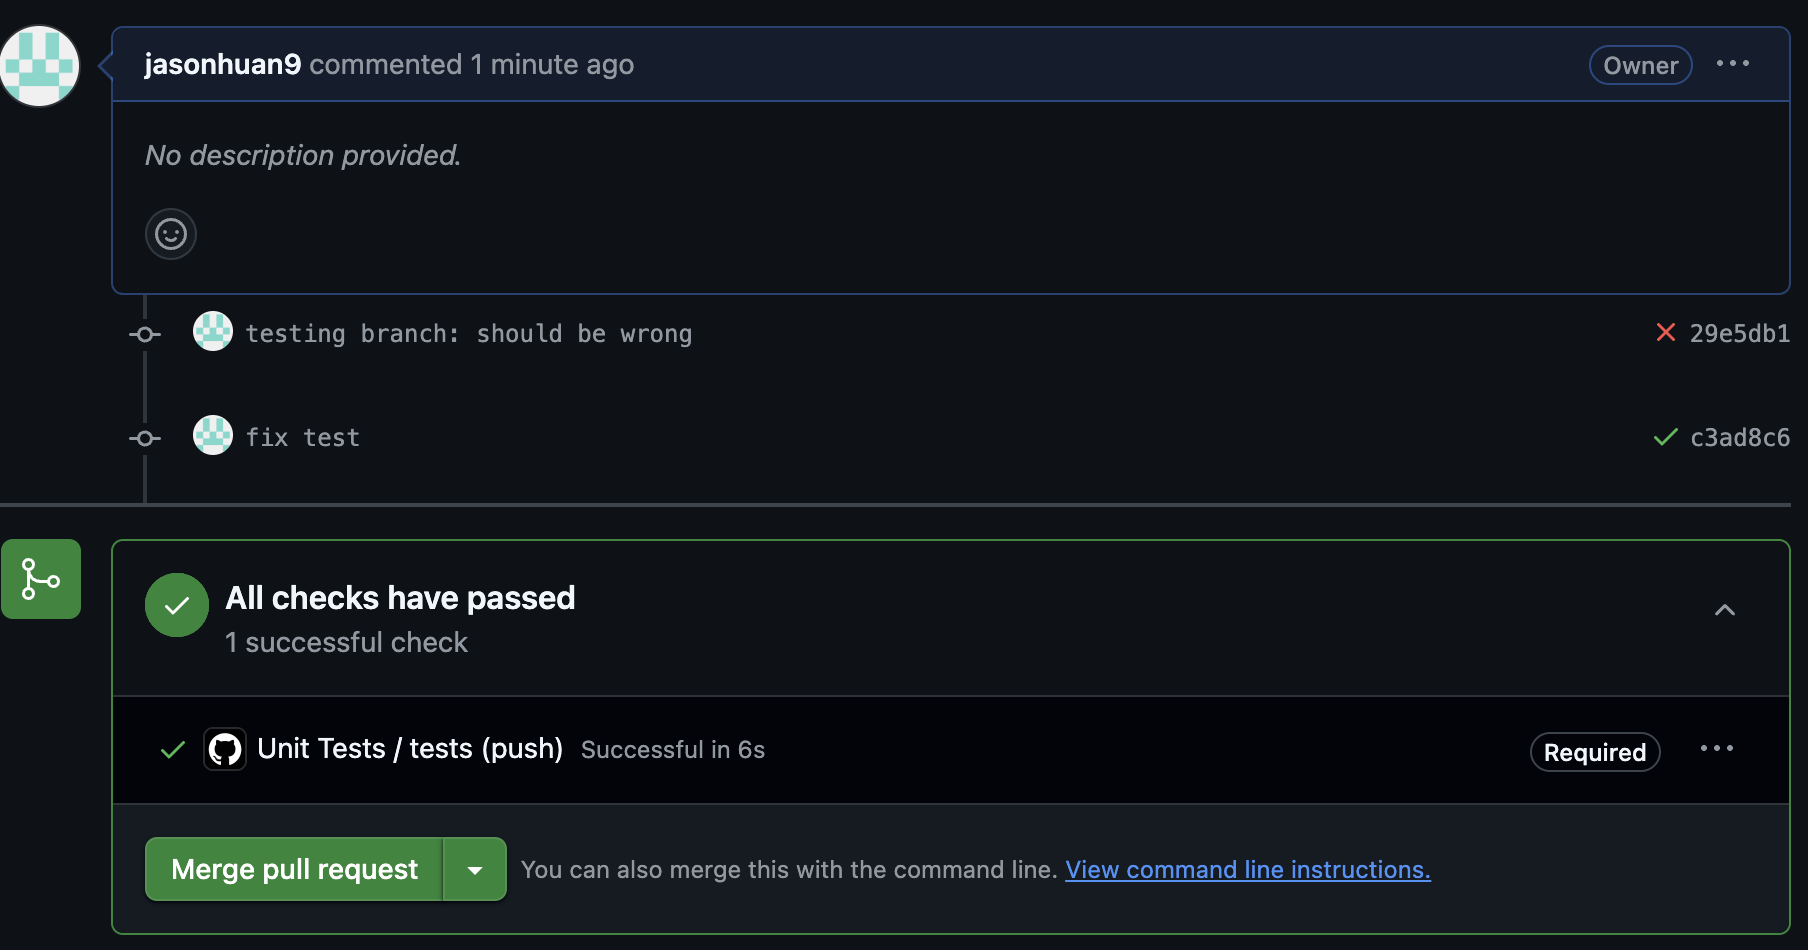 jasonhuan9 commented 1 minute ago Owner
No description provided.
testing branch: should be wrong 29e5db1
fix test c3ad8c6
All checks have passed
1 successful check
Unit Tests / tests (push) Successful in 6s Required
Merge pull request You can also merge this with the command line. View command line instructions.